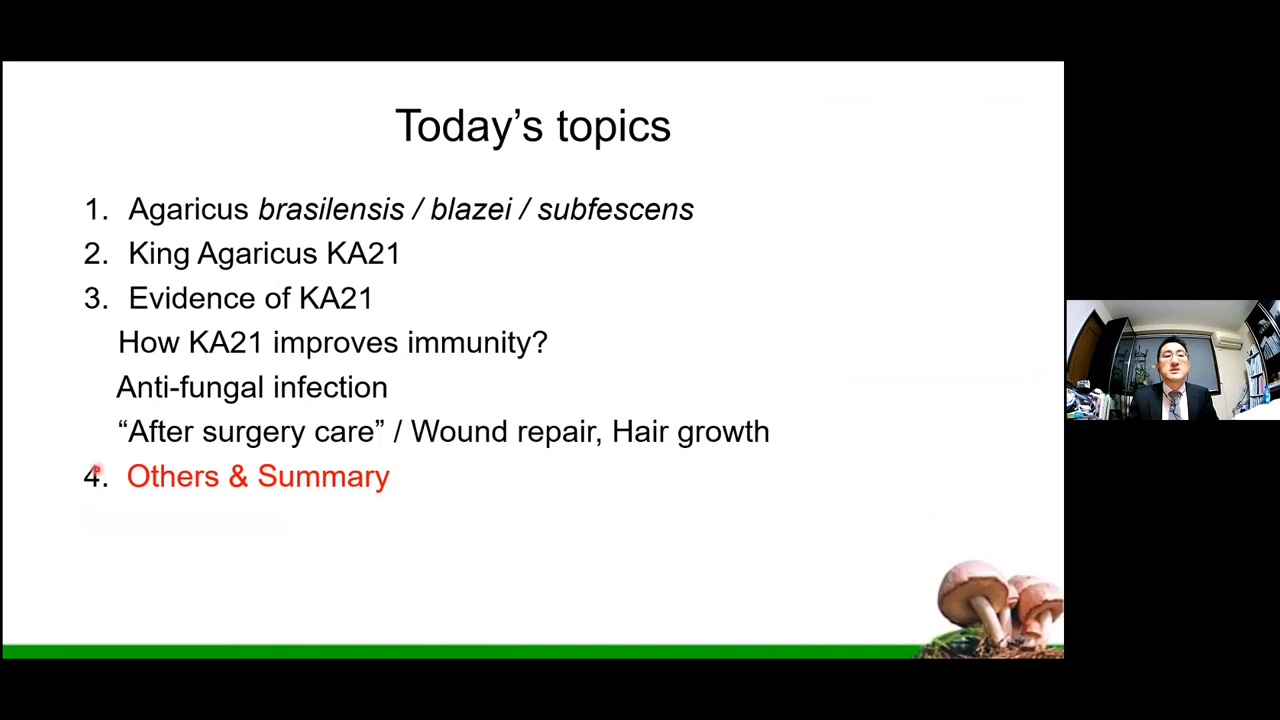 Today’s topics
1. Agaricus brasilensis / blazei / subfescens
2. King Agaricus KA21
3. Evidence of KA21
How KA21 improves immunity?
Anti-fungal infection
“After surgery care” / Wound repair, Hair growth
4. Others & Summary